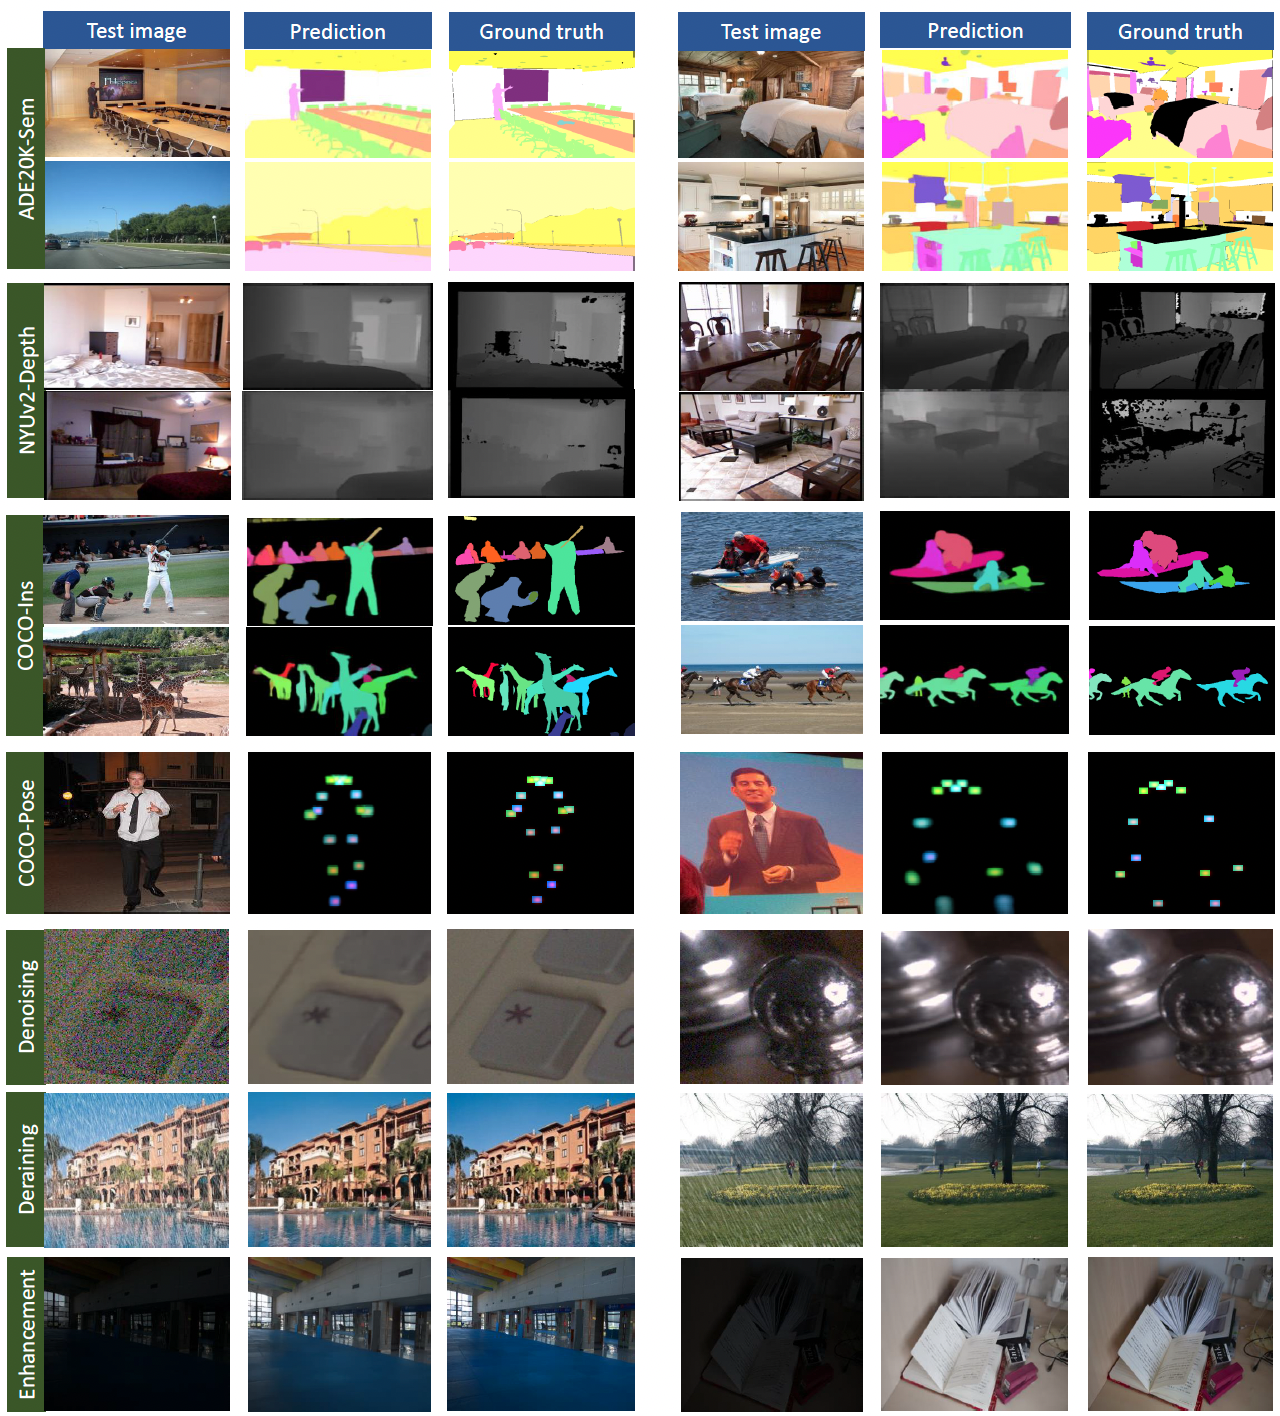 Test image
Prediction
Ground truth
Test image
Prediction
Ground truth
ADE20K-Sem
NYUv2-Depth
COCO-Ins
COCO-Pose
Denoising
Deraining
Enhancement